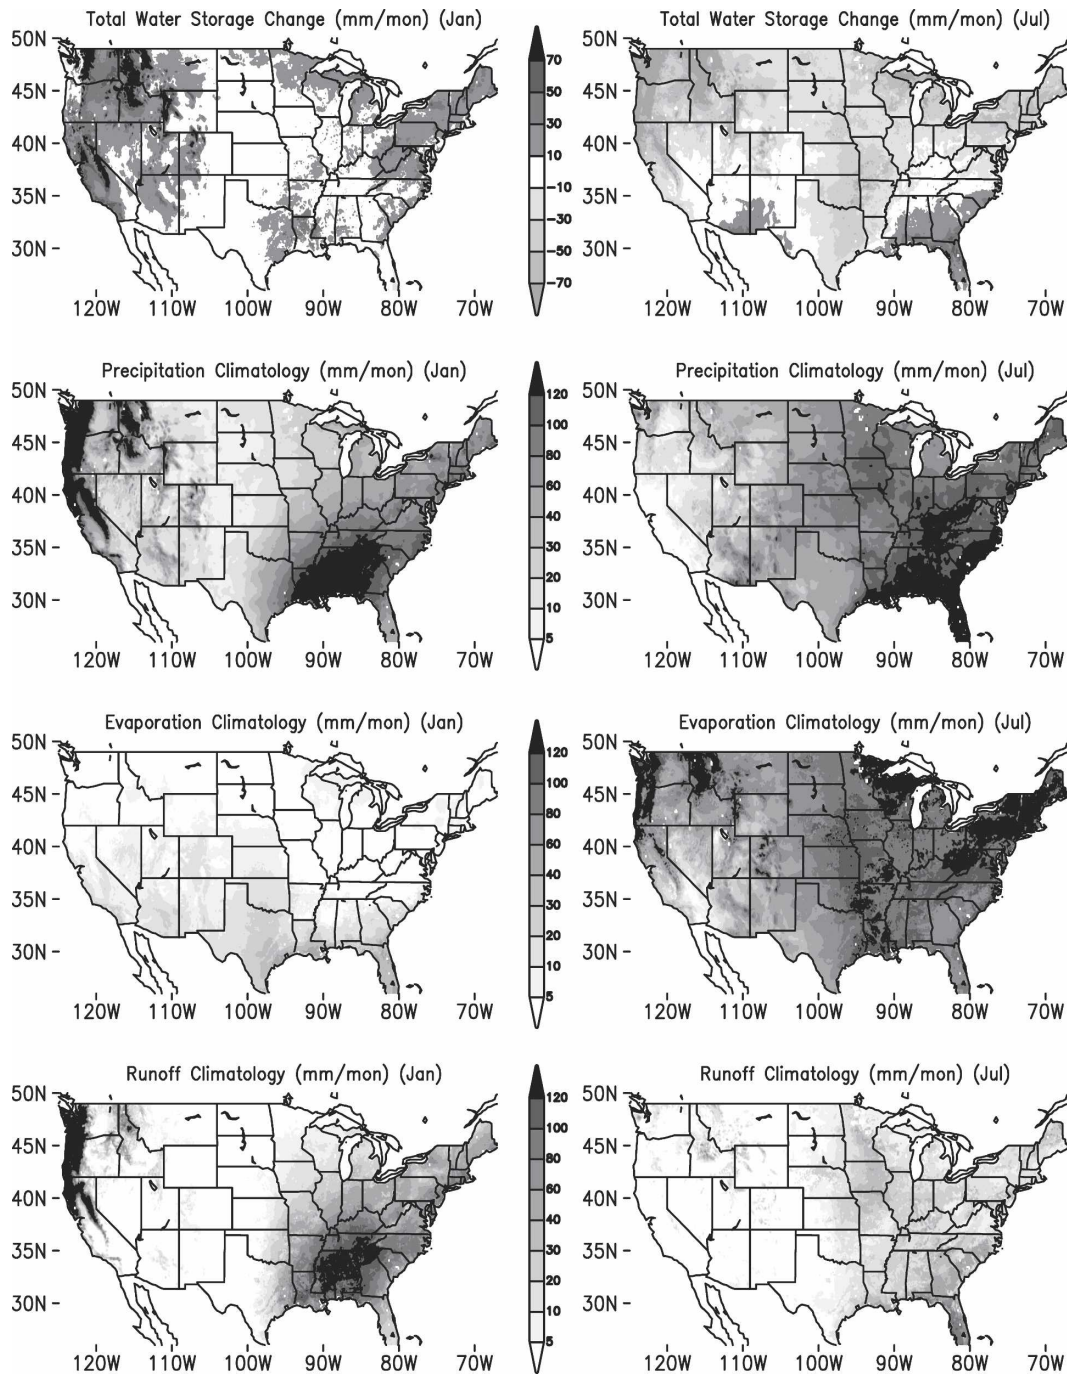 Total Water Storage Change (mm/mon) (Jan)
50N
45N
40N
35N
30N
120W 110W 100W 90W 80W 70W
70
50
30
10
−10
−30
−50
−70
Total Water Storage Change (mm/mon) (Jul)
50N
45N
40N
35N
30N
120W 110W 100W 90W 80W 70W
Precipitation Climatology (mm/mon) (Jan)
50N
45N
40N
35N
30N
120W 110W 100W 90W 80W 70W
120
100
80
60
40
30
20
10
5
Precipitation Climatology (mm/mon) (Jul)
50N
45N
40N
35N
30N
120W 110W 100W 90W 80W 70W
Evaporation Climatology (mm/mon) (Jan)
50N
45N
40N
35N
30N
120W 110W 100W 90W 80W 70W
120
100
80
60
40
30
20
10
5
Evaporation Climatology (mm/mon) (Jul)
50N
45N
40N
35N
30N
120W 110W 100W 90W 80W 70W
Runoff Climatology (mm/mon) (Jan)
50N
45N
40N
35N
30N
120W 110W 100W 90W 80W 70W
120
100
80
60
40
30
20
10
5
Runoff Climatology (mm/mon) (Jul)
50N
45N
40N
35N
30N
120W 110W 100W 90W 80W 70W